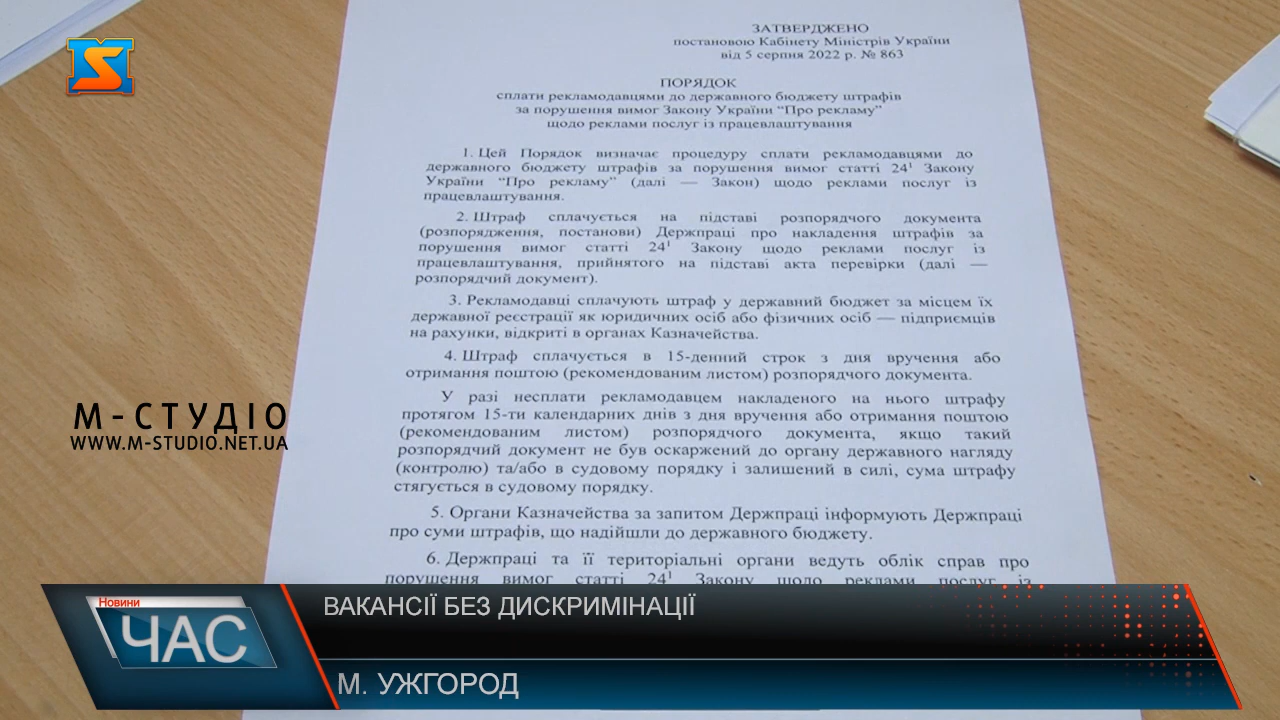 ЗАТВЕРДЖЕНО
постановою Кабінету Міністрів України
від 5 серпня 2022 р. № 863
ПОРЯДОК
сплати рекламодавцями до державного бюджету штрафів
за порушення вимог Закону України “Про рекламу”
щодо реклами послуг із працевлаштування
1. Цей Порядок визначає процедуру сплати рекламодавцями до
державного бюджету штрафів за порушення вимог статті 24¹ Закону
України “Про рекламу” (далі — Закон) щодо реклами послуг із
працевлаштування.
2. Штраф сплачується на підставі розпорядчого документа
(розпорядження, постанови) Держпраці про накладення штрафів за
порушення вимог статті 24¹ Закону щодо реклами послуг із
працевлаштування, прийнятого на підставі акта перевірки (далі —
розпорядчий документ).
3. Рекламодавці сплачують штраф у державний бюджет за місцем їх
державної реєстрації як юридичних осіб або фізичних осіб — підприємців
на рахунки, відкриті в органах Казначейства.
4. Штраф сплачується в 15-денний строк з дня вручення або
отримання поштою (рекомендованим листом) розпорядчого документа.
У разі несплати рекламодавцем накладеного на нього штрафу
протягом 15-ти календарних днів з дня вручення або отримання поштою
(рекомендованим листом) розпорядчого документа, якщо такий
розпорядчий документ не був оскаржений до органу державного нагляду
(контролю) та/або в судовому порядку і залишений в силі, сума штрафу
стягується в судовому порядку.
5. Органи Казначейства за запитом Держпраці інформують Держпраці
про суми штрафів, що надійшли до державного бюджету.
6. Держпраці та її територіальні органи ведуть облік справ про
порушення вимог статті 24¹ Закону щодо реклами послуг із
М-СТУДІО
WWW.M-STUDIO.NET.UA
Новини
ЧАС
ВАКАНСІЇ БЕЗ ДИСКРИМІНАЦІЇ
М. УЖГОРОД